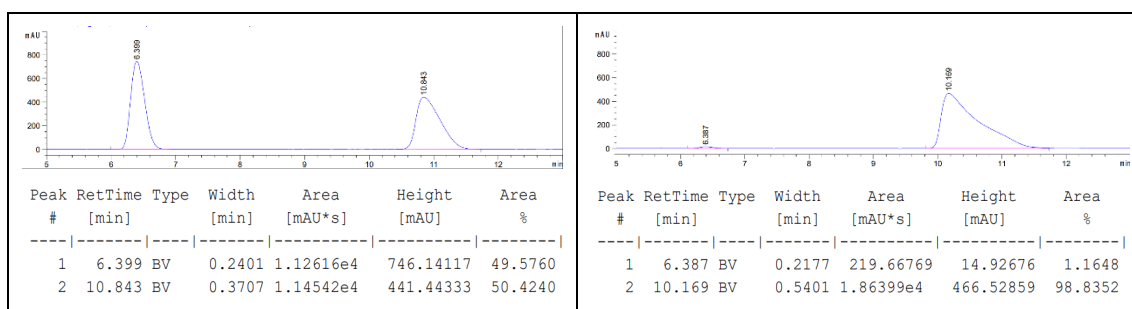 mAU
800
600
400
200
0
6.399
10.843
5 6 7 8 9 10 11 12 min
Peak RetTime Type Width Area Height Area
# [min] [min] [mAU*s] [mAU] %
----|-------|----|-------|----------|----------|--------|
1 6.399 BV 0.2401 1.12616e4 746.14117 49.5760
2 10.843 BV 0.3707 1.14542e4 441.44333 50.4240
mAU
800
600
400
200
0
6.387
10.169
5 6 7 8 9 10 11 12 min
Peak RetTime Type Width Area Height Area
# [min] [min] [mAU*s] [mAU] %
----|-------|----|-------|----------|----------|--------|
1 6.387 BV 0.2177 219.66769 14.92676 1.1648
2 10.169 BV 0.5401 1.86399e4 466.52859 98.8352